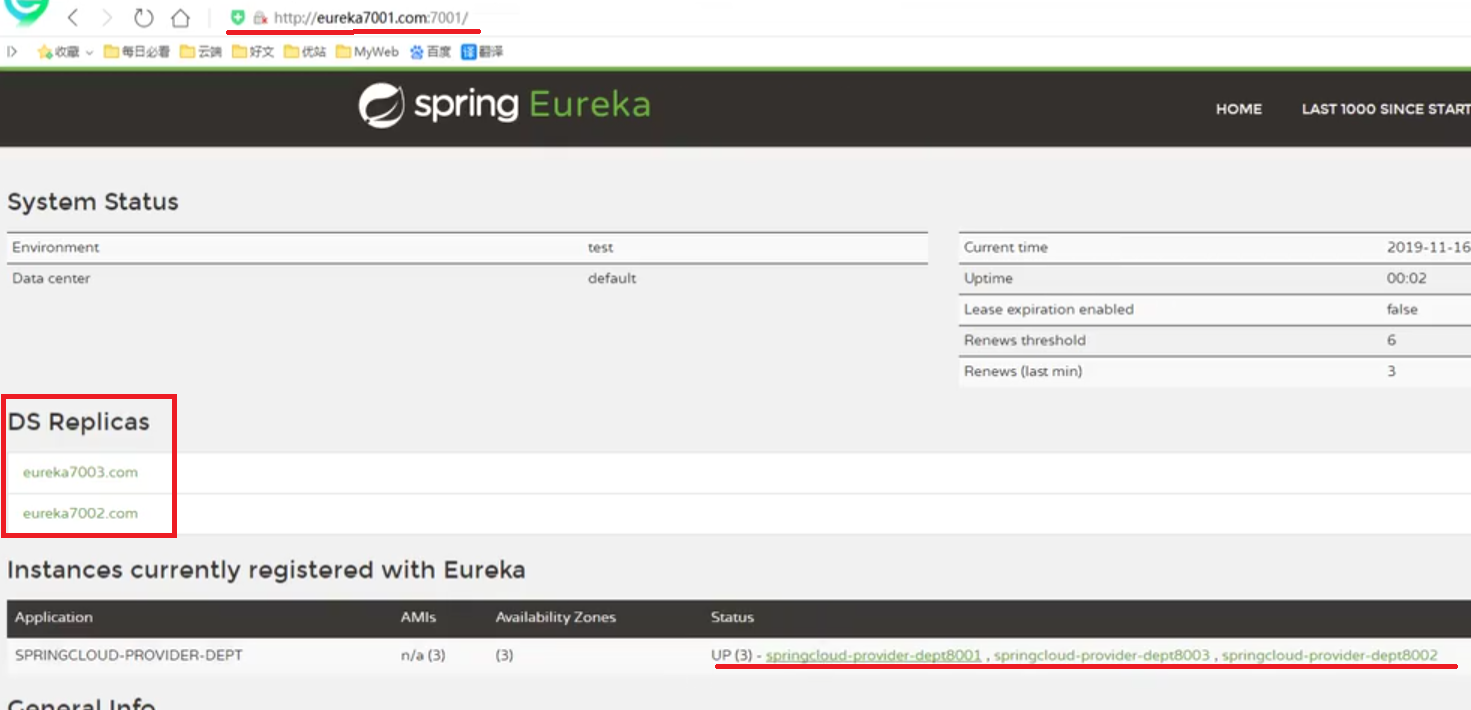 http://eureka7001.com:7001/
收藏 每日必看 云端 好文 优站 MyWeb 百度 译 翻译
spring Eureka
HOME LAST 1000 SINCE START
System Status
Environment test
Data center default
Current time 2019-11-16
Uptime 00:02
Lease expiration enabled false
Renews threshold 6
Renews (last min) 3
DS Replicas
eureka7003.com
eureka7002.com
Instances currently registered with Eureka
Application AMIs Availability Zones Status
SPRINGCLOUD-PROVIDER-DEPT n/a (3) (3) UP (3) - springcloud-provider-dept8001 , springcloud-provider-dept8003 , springcloud-provider-dept8002
General Info